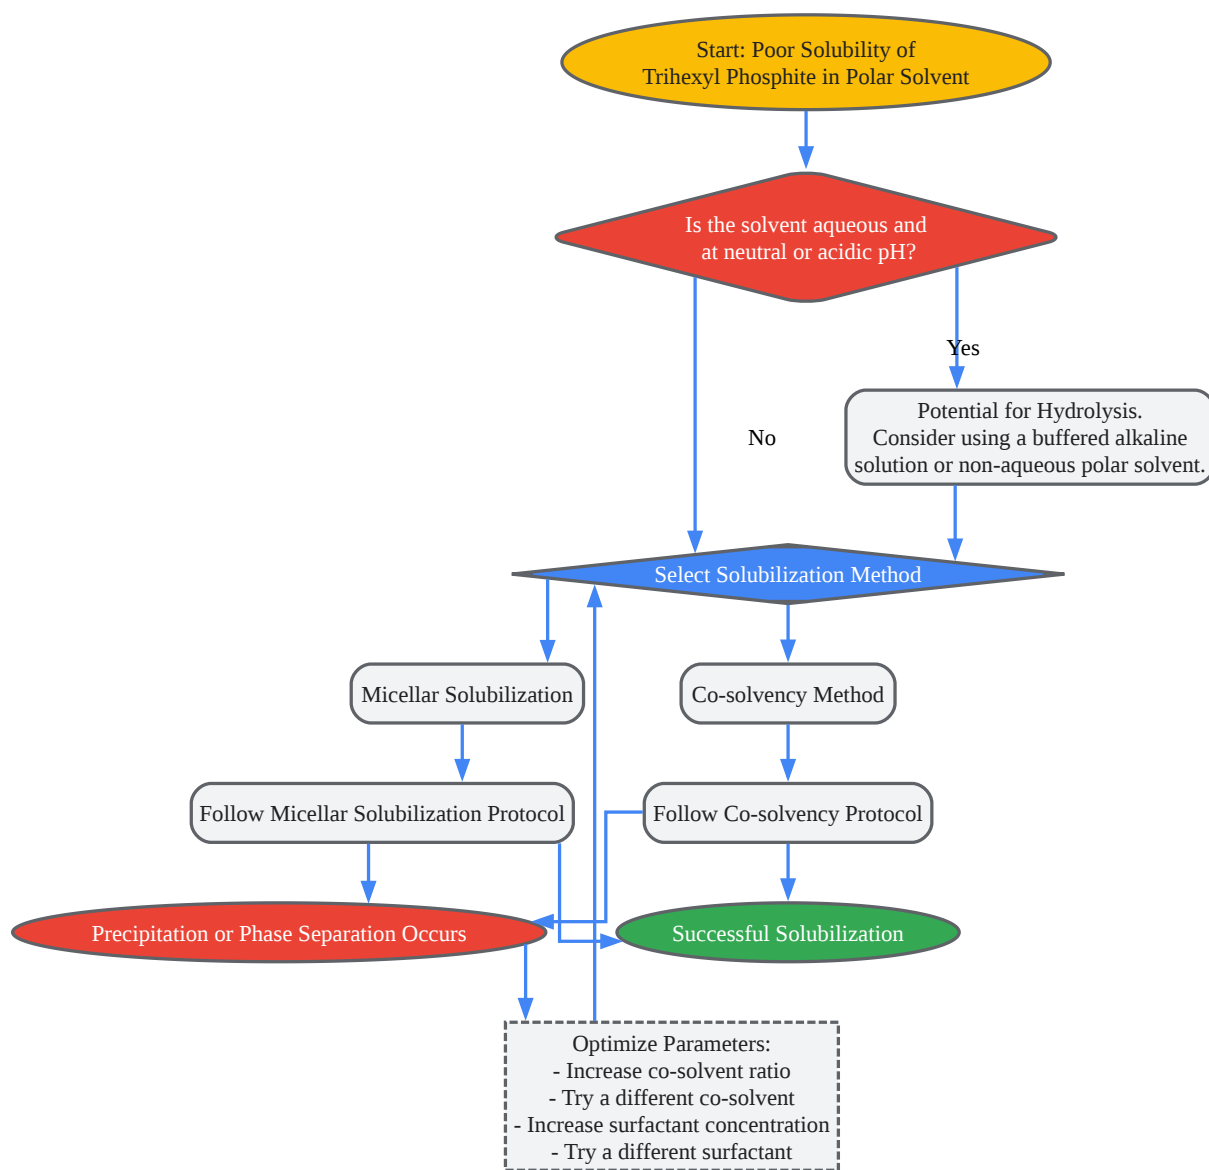 Start: Poor Solubility of
Trihexyl Phosphite in Polar Solvent
Is the solvent aqueous and
at neutral or acidic pH?
Yes
Potential for Hydrolysis.
Consider using a buffered alkaline
solution or non-aqueous polar solvent.
No
Select Solubilization Method
Micellar Solubilization
Co-solvency Method
Follow Micellar Solubilization Protocol
Follow Co-solvency Protocol
Precipitation or Phase Separation Occurs
Successful Solubilization
Optimize Parameters:
- Increase co-solvent ratio
- Try a different co-solvent
- Increase surfactant concentration
- Try a different surfactant